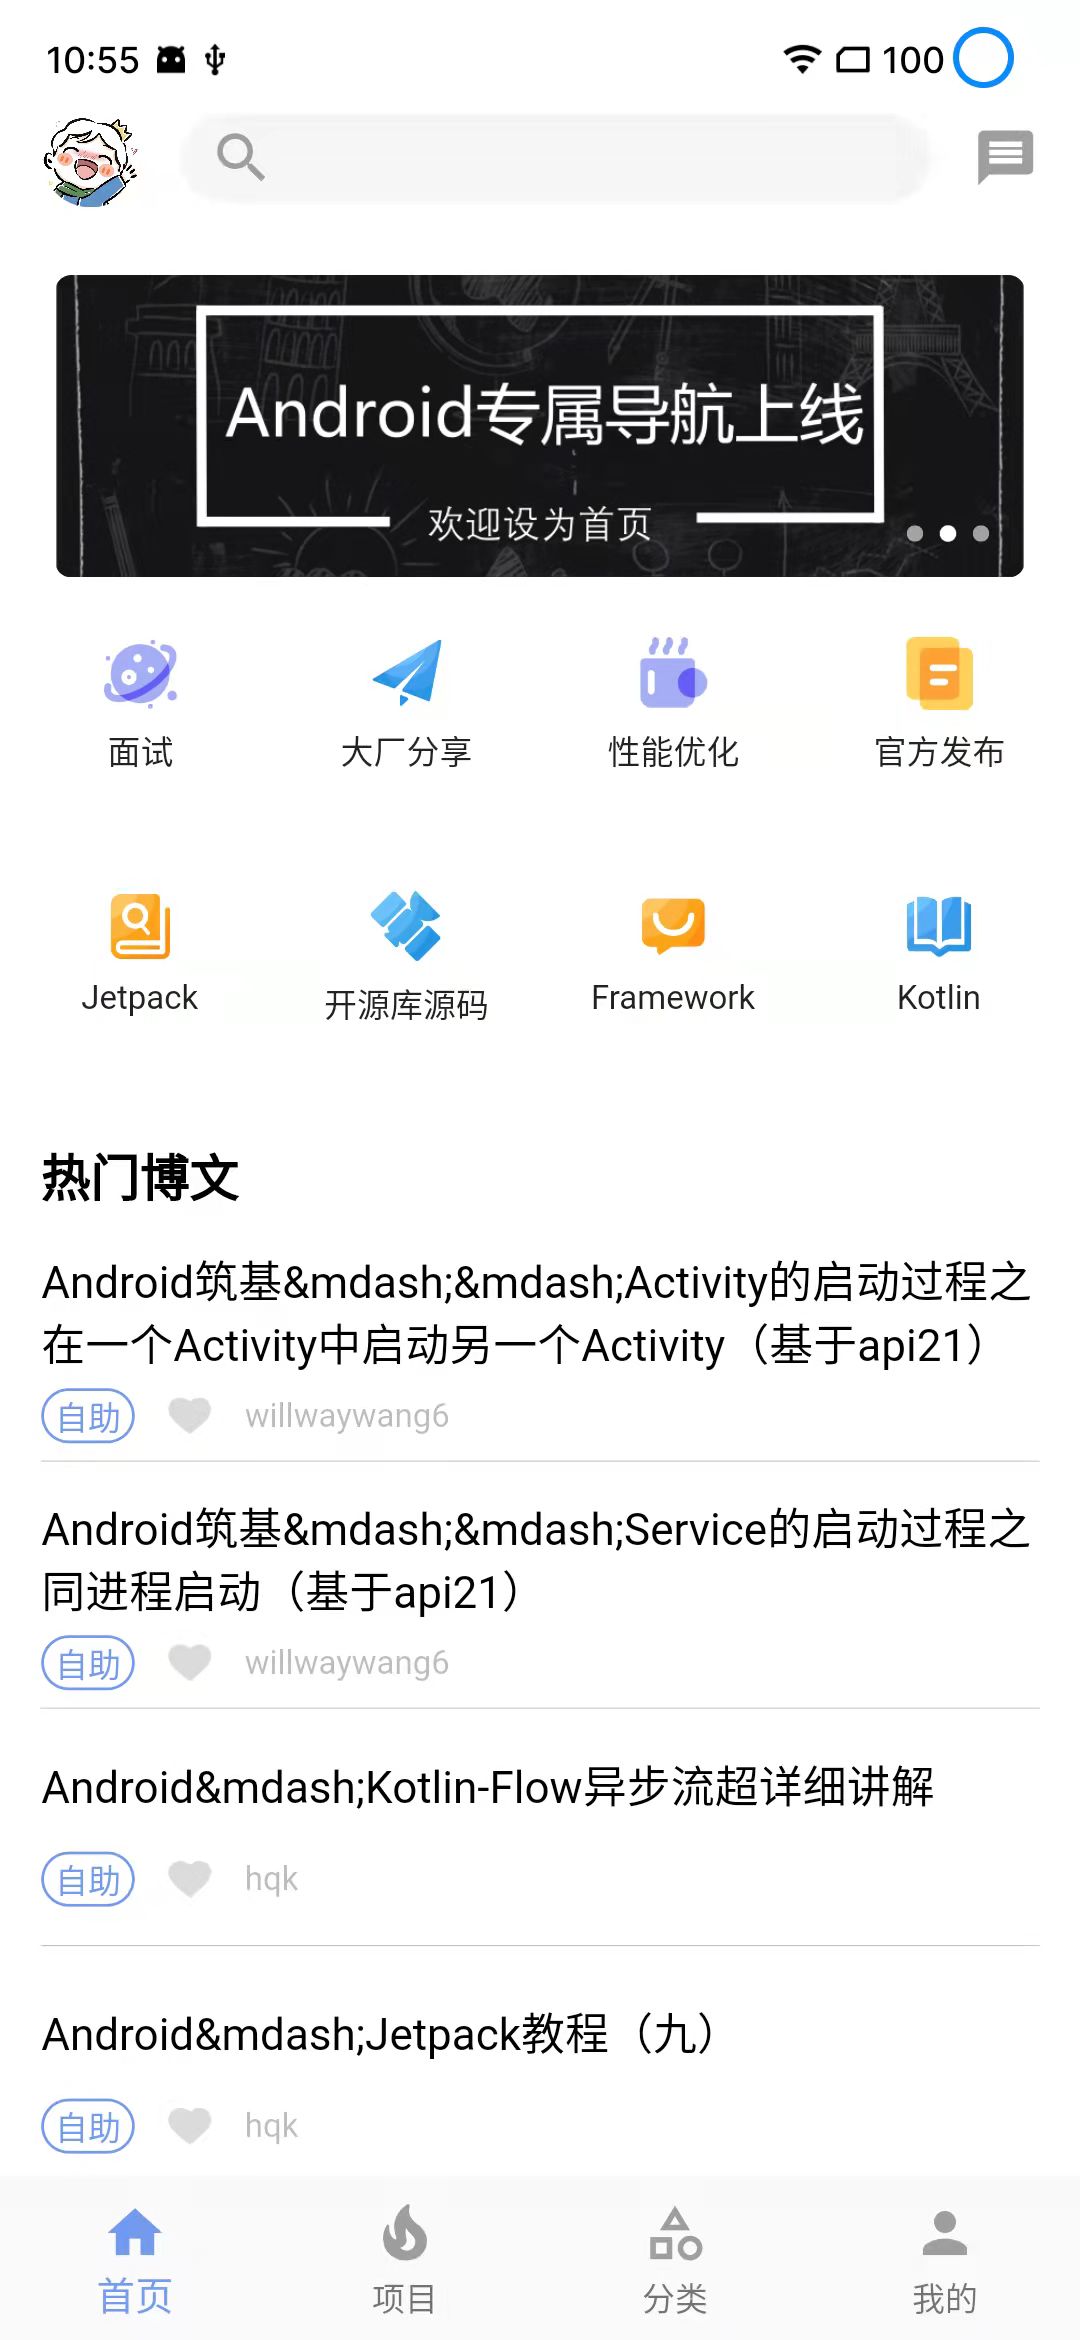 10:55
100
Android专属导航上线
欢迎设为首页
面试
大厂分享
性能优化
官方发布
Jetpack
开源库源码
Framework
Kotlin
热门博文
Android筑基&mdash;&mdash;Activity的启动过程之
在一个Activity中启动另一个Activity（基于api21）
自助 willwaywang6
Android筑基&mdash;&mdash;Service的启动过程之
同进程启动（基于api21）
自助 willwaywang6
Android&mdash;Kotlin-Flow异步流超详细讲解
自助 hqk
Android&mdash;Jetpack教程（九）
自助 hqk
首页
项目
分类
我的